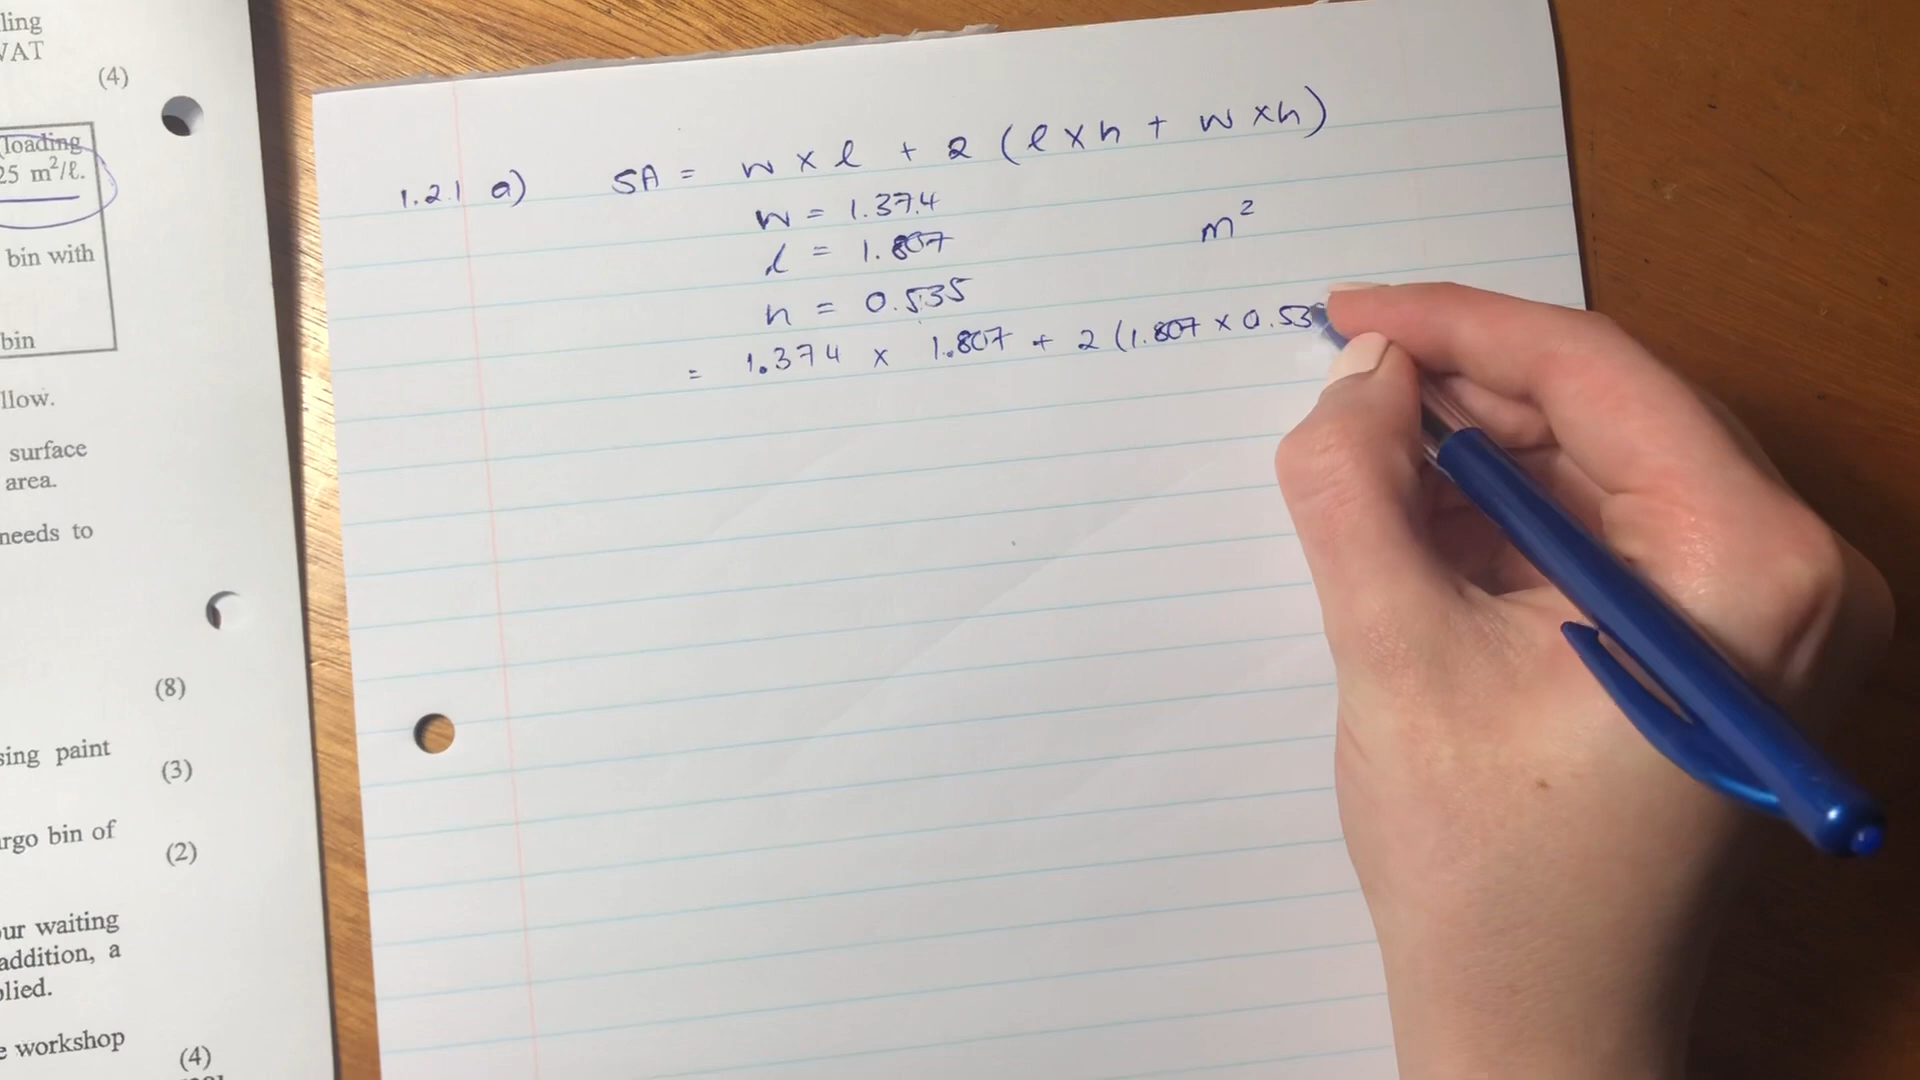 ling
VAT
(4)
loading
25 m²/ℓ.
bin with
bin
llow.
surface
area.
needs to
(8)
sing paint
(3)
argo bin of
(2)
our waiting
addition, a
plied.
e workshop
(4)
1.2.1 a) SA = w × l + 2 (l × h + w × h)
w = 1.374
l = 1.807
m²
h = 0.535
= 1.374 × 1.807 + 2 (1.807 × 0.53